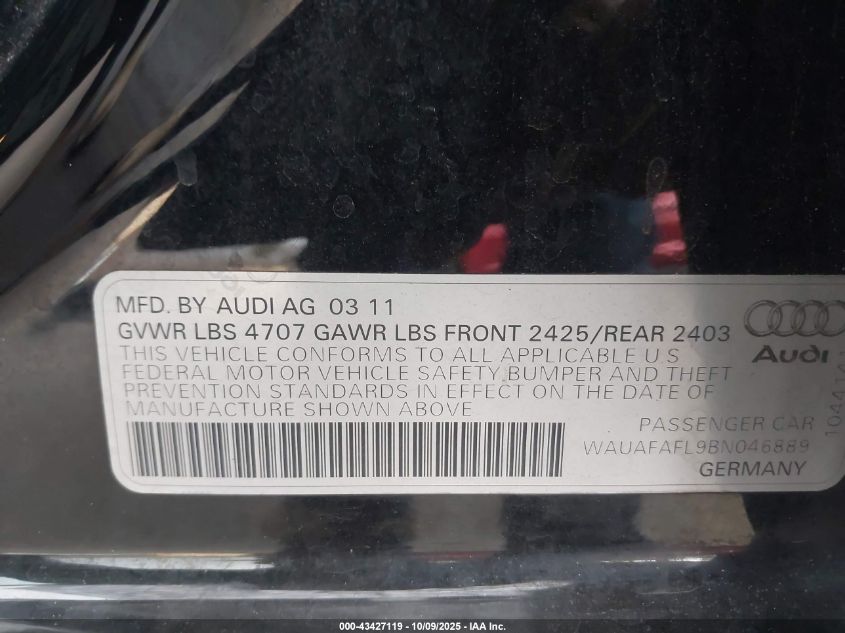 MFD. BY AUDI AG 03 11
GVWR LBS 4707 GAWR LBS FRONT 2425/REAR 2403
THIS VEHICLE CONFORMS TO ALL APPLICABLE U S
FEDERAL MOTOR VEHICLE SAFETY,BUMPER AND THEFT
PREVENTION STANDARDS IN EFFECT ON THE DATE OF
MANUFACTURE SHOWN ABOVE
Audi
PASSENGER CAR
WAUAFAFL9BN046889
GERMANY
000-43427119 - 10/09/2025 - IAA Inc.